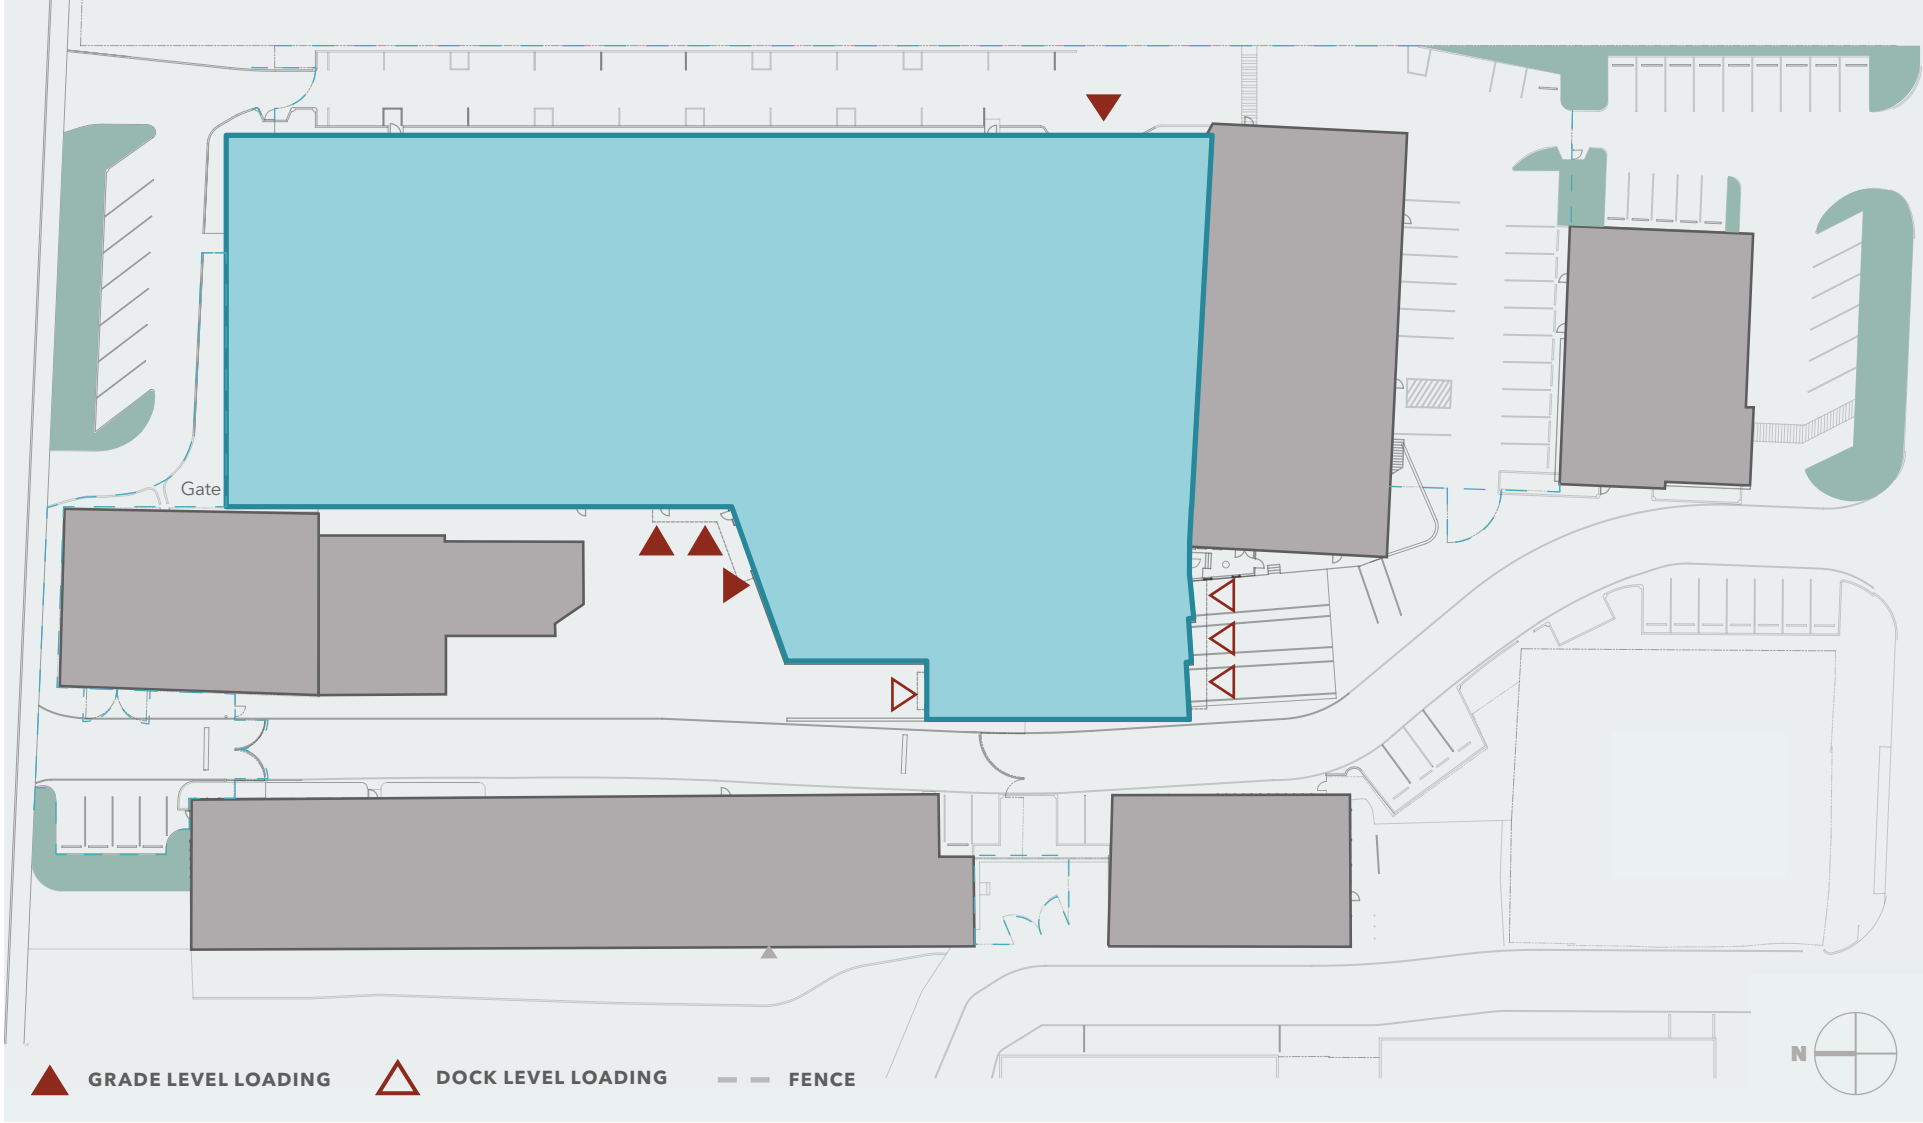 Gate
N
GRADE LEVEL LOADING
DOCK LEVEL LOADING
FENCE